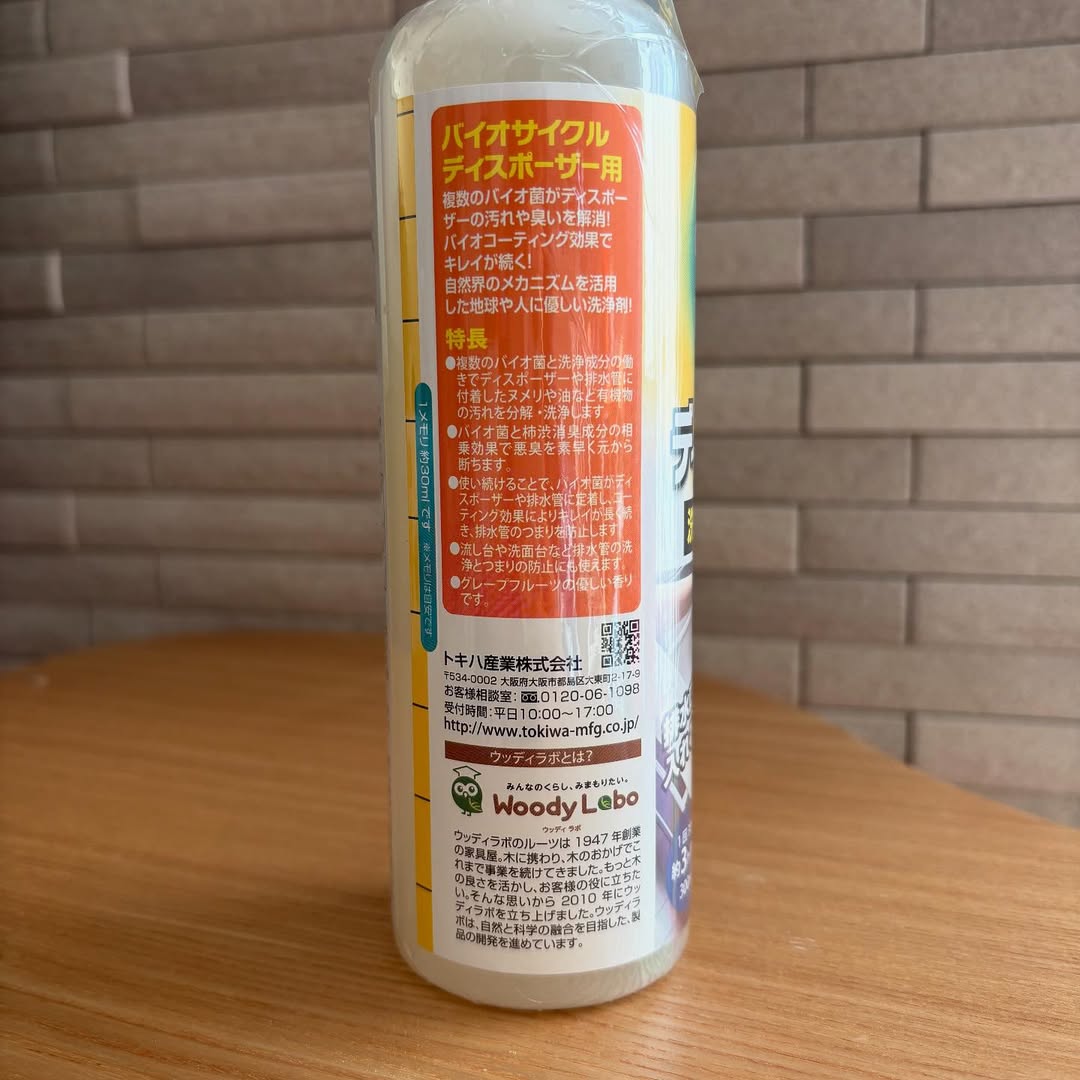 バイオサイクル
ディスポーザー用
複数のバイオ菌がディスポー
ザーの汚れや臭いを解消!
バイオコーティング効果で
キレイが続く!
自然界のメカニズムを活用
した地球や人に優しい洗浄剤!
特長
●複数のバイオ菌と洗浄成分の働
きでディスポーザーや排水管に
付着したヌメリや油など有機物
の汚れを分解・洗浄します。
●バイオ菌と柿渋消臭成分の相
乗効果で悪臭を素早く元から
断ちます。
●使い続けることで、バイオ菌がディ
スポーザーや排水管に定着し、コー
ティング効果によりキレイが長く続
き、排水管のつまりを防止します。
●流し台や洗面台など排水管の洗
浄とつまりの防止にも使えます。
●グレープフルーツの優しい香り
です。
1メモリ 約30mlです ※メモリは目安です
トキハ産業株式会社
〒534-0002 大阪府大阪市都島区大東町2-17-9
お客様相談室: 0120-06-1098
受付時間:平日10:00〜17:00
http://www.tokiwa-mfg.co.jp/
ウッディラボとは?
みんなのくらし、みまもりたい。
Woody Labo
ウッディ ラボ
ウッディラボのルーツは 1947 年創業
の家具屋。木に携わり、木のおかげでこ
れまで事業を続けてきました。もっと木
の良さを活かし、お客様の役に立ちた
い。そんな思いから 2010 年にウッ
ディラボを立ち上げました。ウッディラ
ボは、自然と科学の融合を目指した、製
品の開発を進めています。